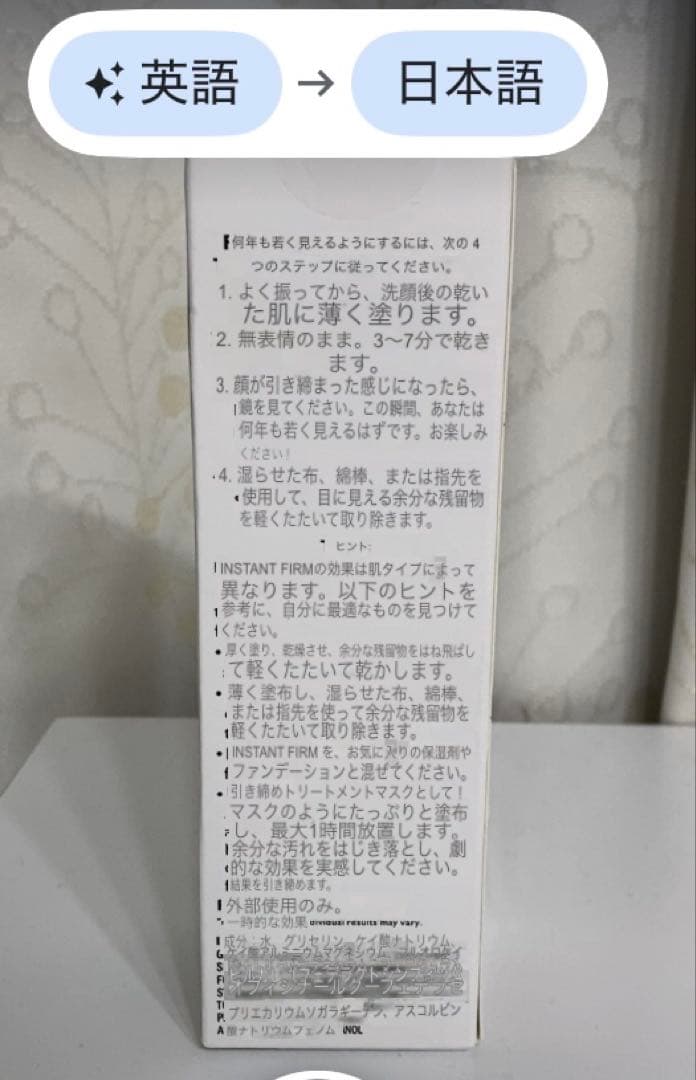 英語 → 日本語
何年も若く見えるようにするには、次の 4
つのステップに従ってください。
1. よく振ってから、洗顔後の乾い
た肌に薄く塗ります。
2. 無表情のまま。3〜7分で乾き
ます。
3. 顔が引き締まった感じになったら、
鏡を見てください。この瞬間、あなたは
何年も若く見えるはずです。お楽しみ
ください！
4. 湿らせた布、綿棒、または指先を
使用して、目に見える余分な残留物
を軽くたたいて取り除きます。
ヒント:
INSTANT FIRMの効果は肌タイプによって
異なります。以下のヒントを
参考に、自分に最適なものを見つけて
ください。
• 厚く塗り、乾燥させ、余分な残留物をはね飛ばし
て軽くたたいて乾かします。
• 薄く塗布し、湿らせた布、綿棒、
または指先を使って余分な残留物を
軽くたたいて取り除きます。
• INSTANT FIRM を、お気に入りの保湿剤や
ファンデーションと混ぜてください。
• 引き締めトリートメントマスクとして！
マスクのようにたっぷりと塗布
し、最大1時間放置します。
余分な汚れをはじき落とし、劇
的な効果を実感してください。
結果を引き締めます。
外部使用のみ。
一時的な効果 dividual results may vary.
成分：水、グリセリン、ケイ酸ナトリウム、
ケイ酸アルミニウムマグネシウム、
プリエカリウムソガラギーデン、アスコルビン
酸ナトリウムフェノム ANOL